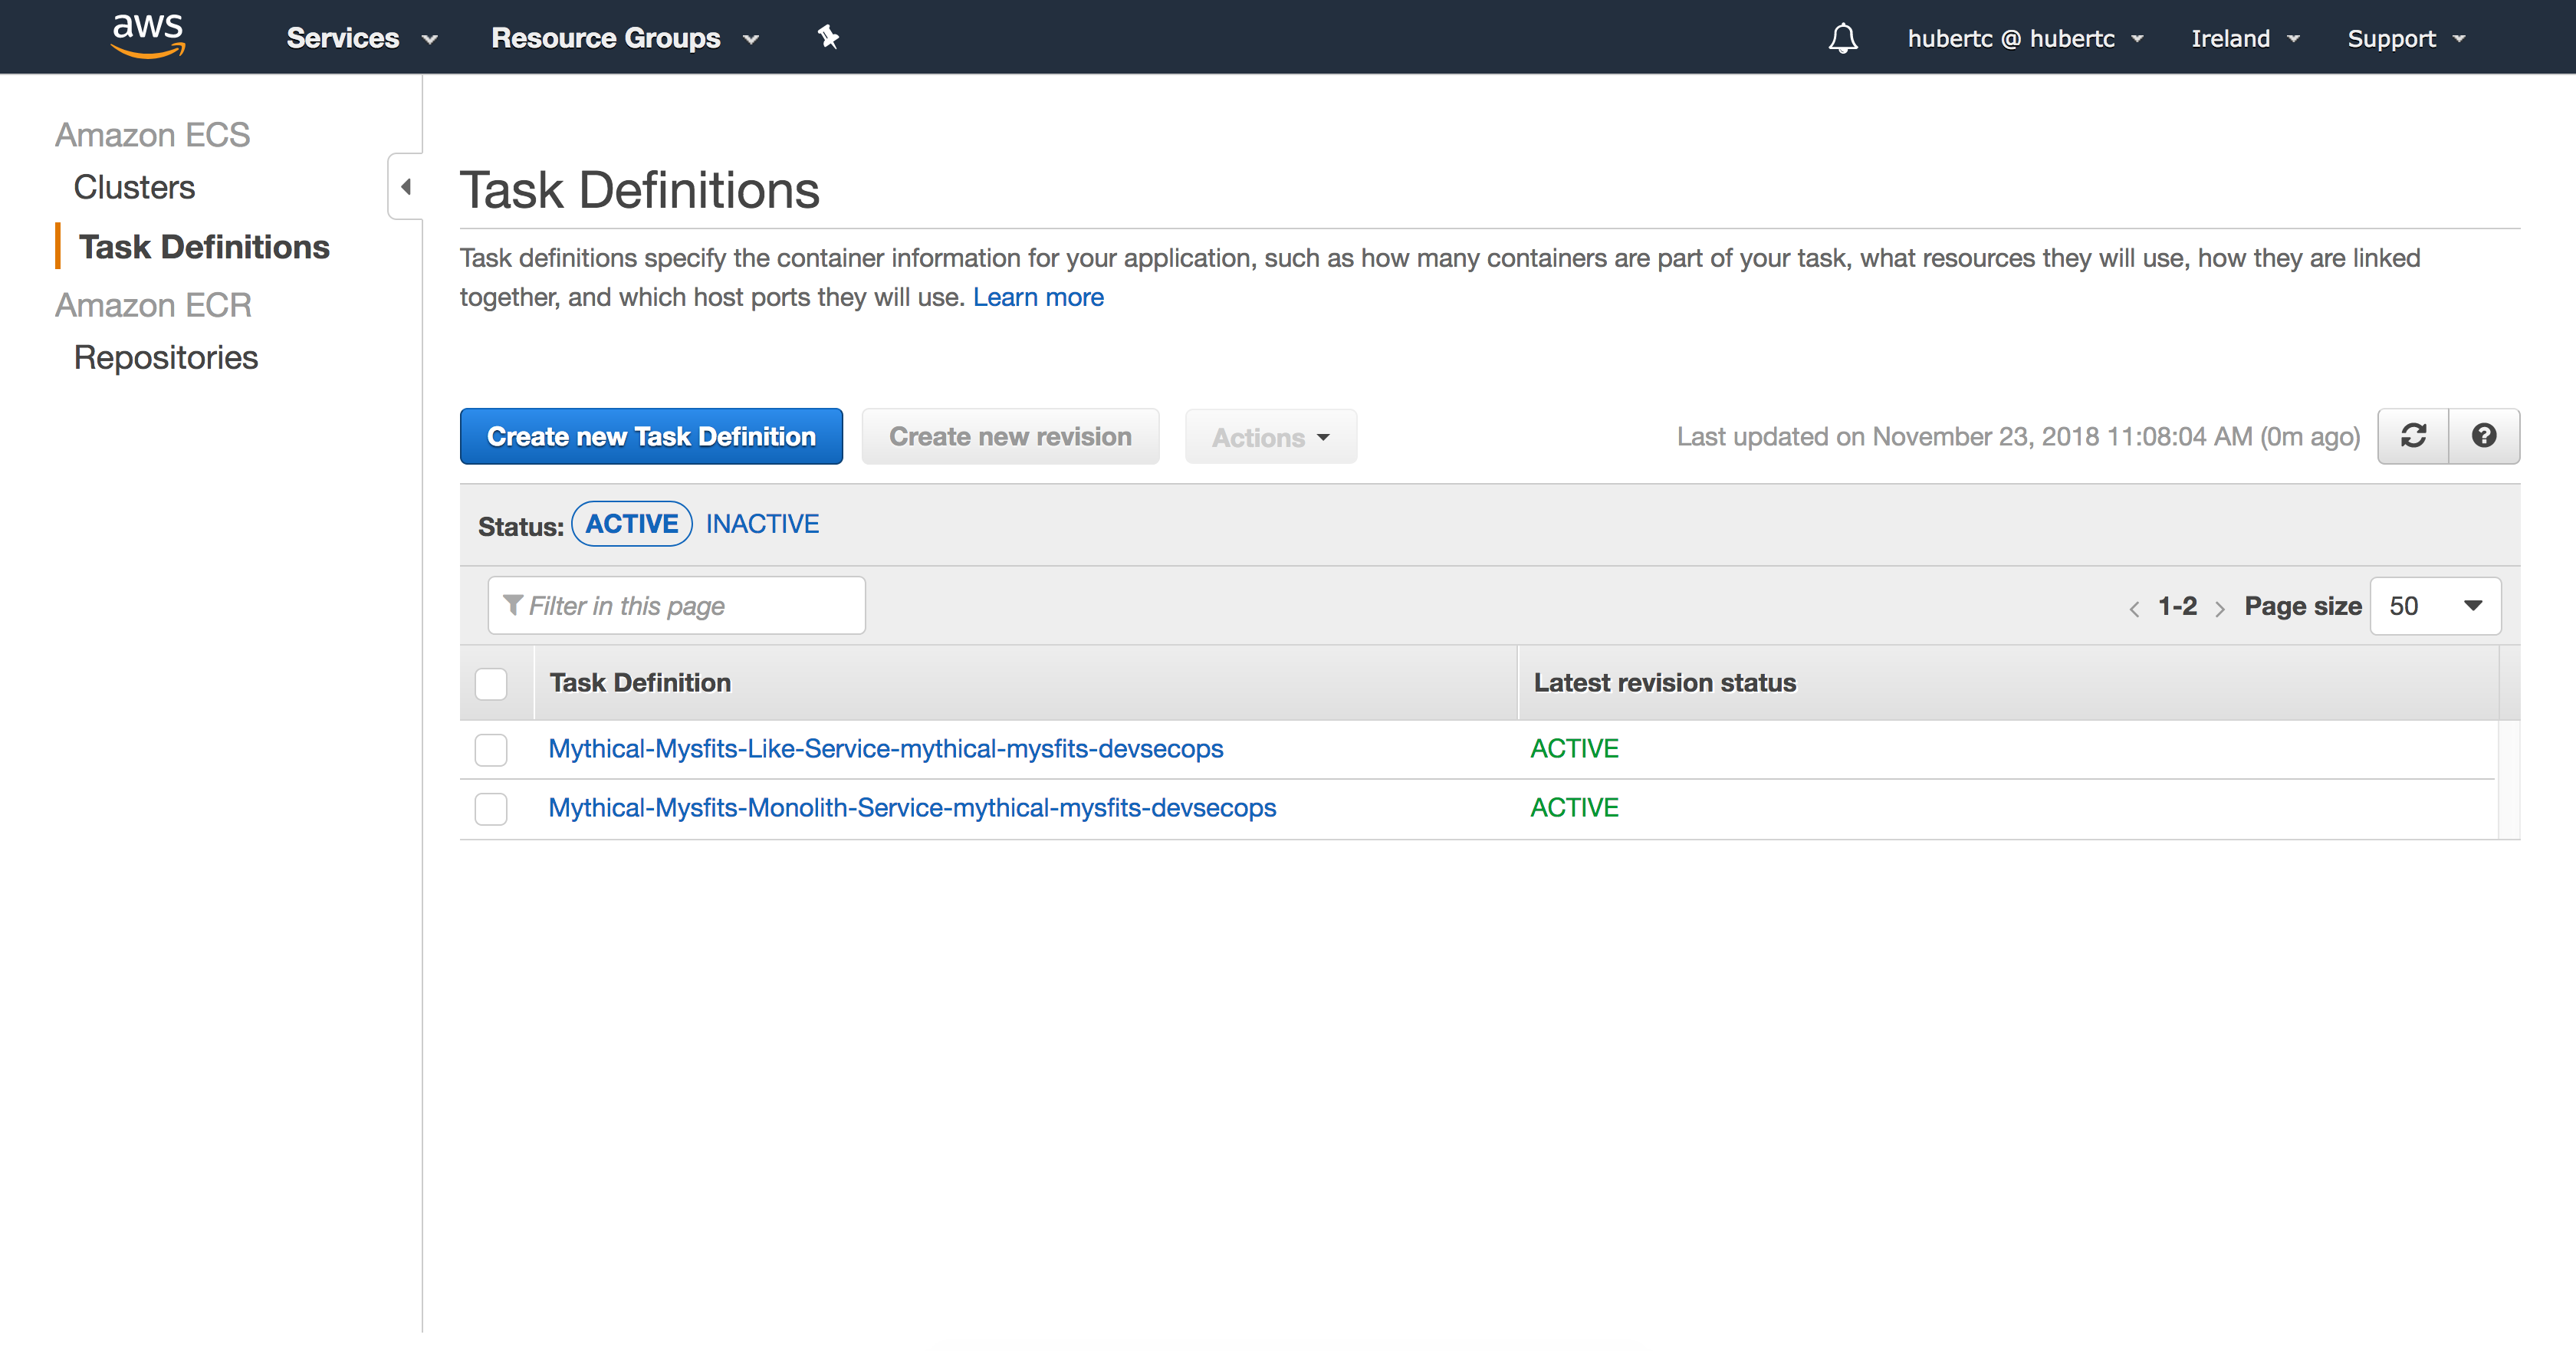 aws Services Resource Groups hubertc @ hubertc Ireland Support
Amazon ECS
Clusters
Task Definitions
Amazon ECR
Repositories
Task Definitions
Task definitions specify the container information for your application, such as how many containers are part of your task, what resources they will use, how they are linked
together, and which host ports they will use. Learn more
Create new Task Definition Create new revision Actions Last updated on November 23, 2018 11:08:04 AM (0m ago)
Status: ACTIVE INACTIVE
Filter in this page 1-2 Page size 50
Task Definition Latest revision status
Mythical-Mysfits-Like-Service-mythical-mysfits-devsecops ACTIVE
Mythical-Mysfits-Monolith-Service-mythical-mysfits-devsecops ACTIVE